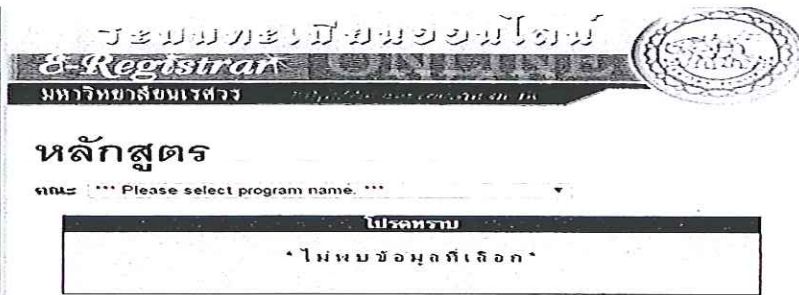 ระบบทะเบียนออนไลน์
E-Registrar ONLINE
มหาวิทยาลัยนเรศวร
หลักสูตร
คณะ *** Please select program name. ***
โปรดทราบ
* ไม่พบข้อมูลที่เลือก *